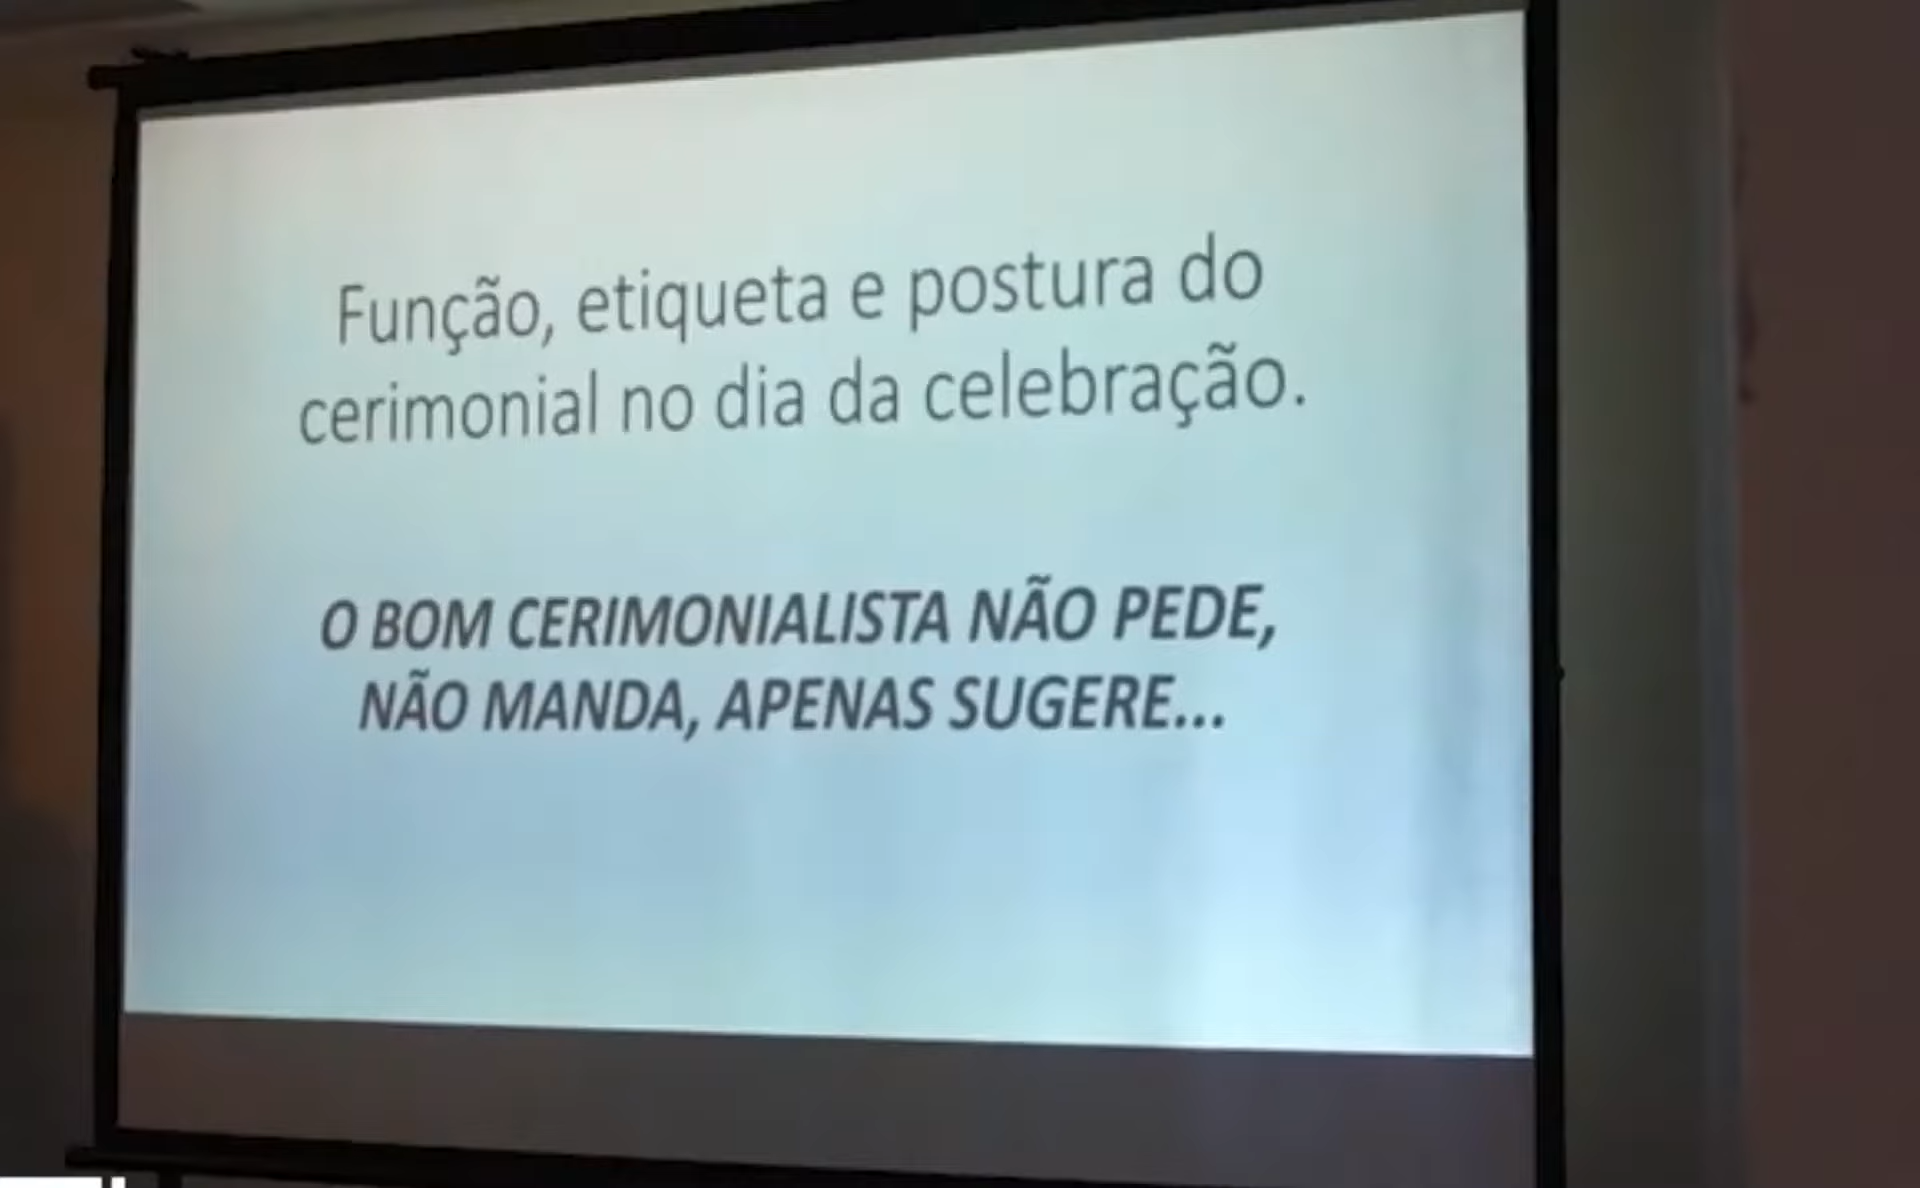 Função, etiqueta e postura do
cerimonial no dia da celebração.
O BOM CERIMONIALISTA NÃO PEDE,
NÃO MANDA, APENAS SUGERE...